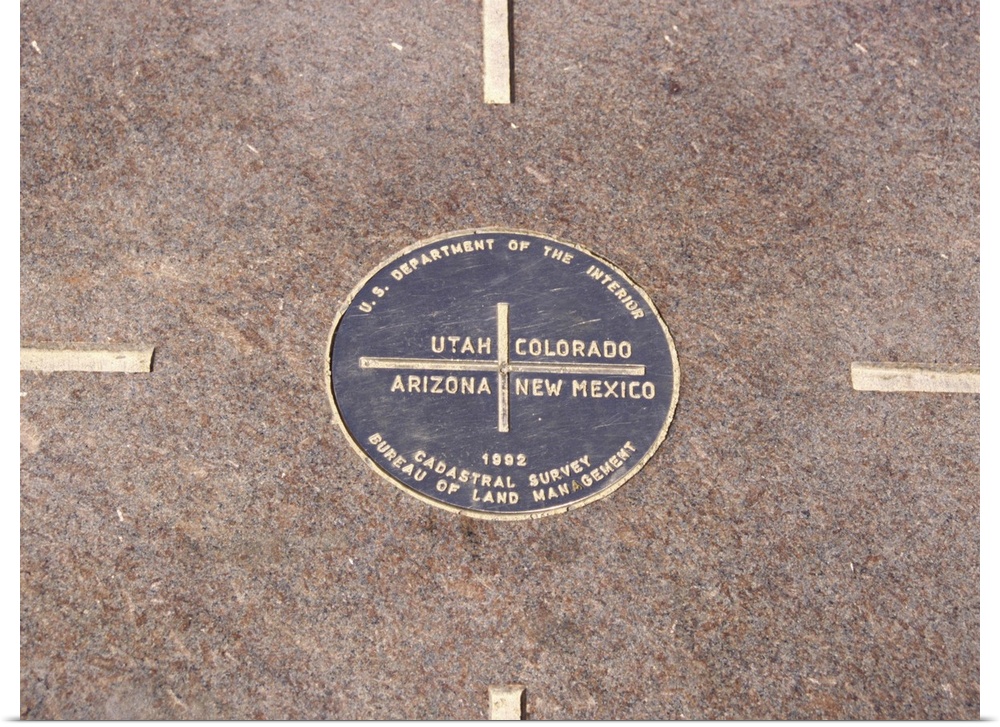 U. S. DEPARTMENT OF THE INTERIOR
UTAH COLORADO
ARIZONA NEW MEXICO
1992
CADASTRAL SURVEY
BUREAU OF LAND MANAGEMENT